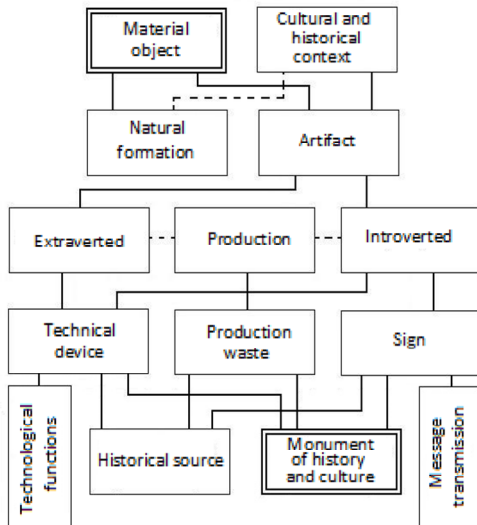 Material
object
Cultural and
historical
context
Natural
formation
Artifact
Extraverted
Production
Introverted
Technical
device
Production
waste
Sign
Technological
functions
Historical source
Monument
of history
and culture
Message
transmission